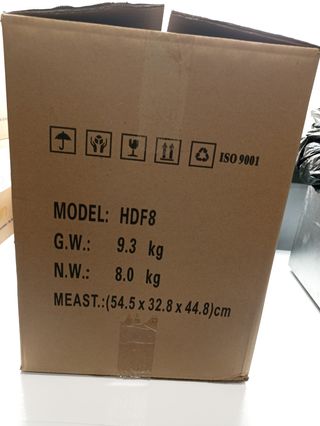 ISO 9001
MODEL: HDF8
G.W.: 9.3 kg
N.W.: 8.0 kg
MEAST.:(54.5 x 32.8 x 44.8)cm